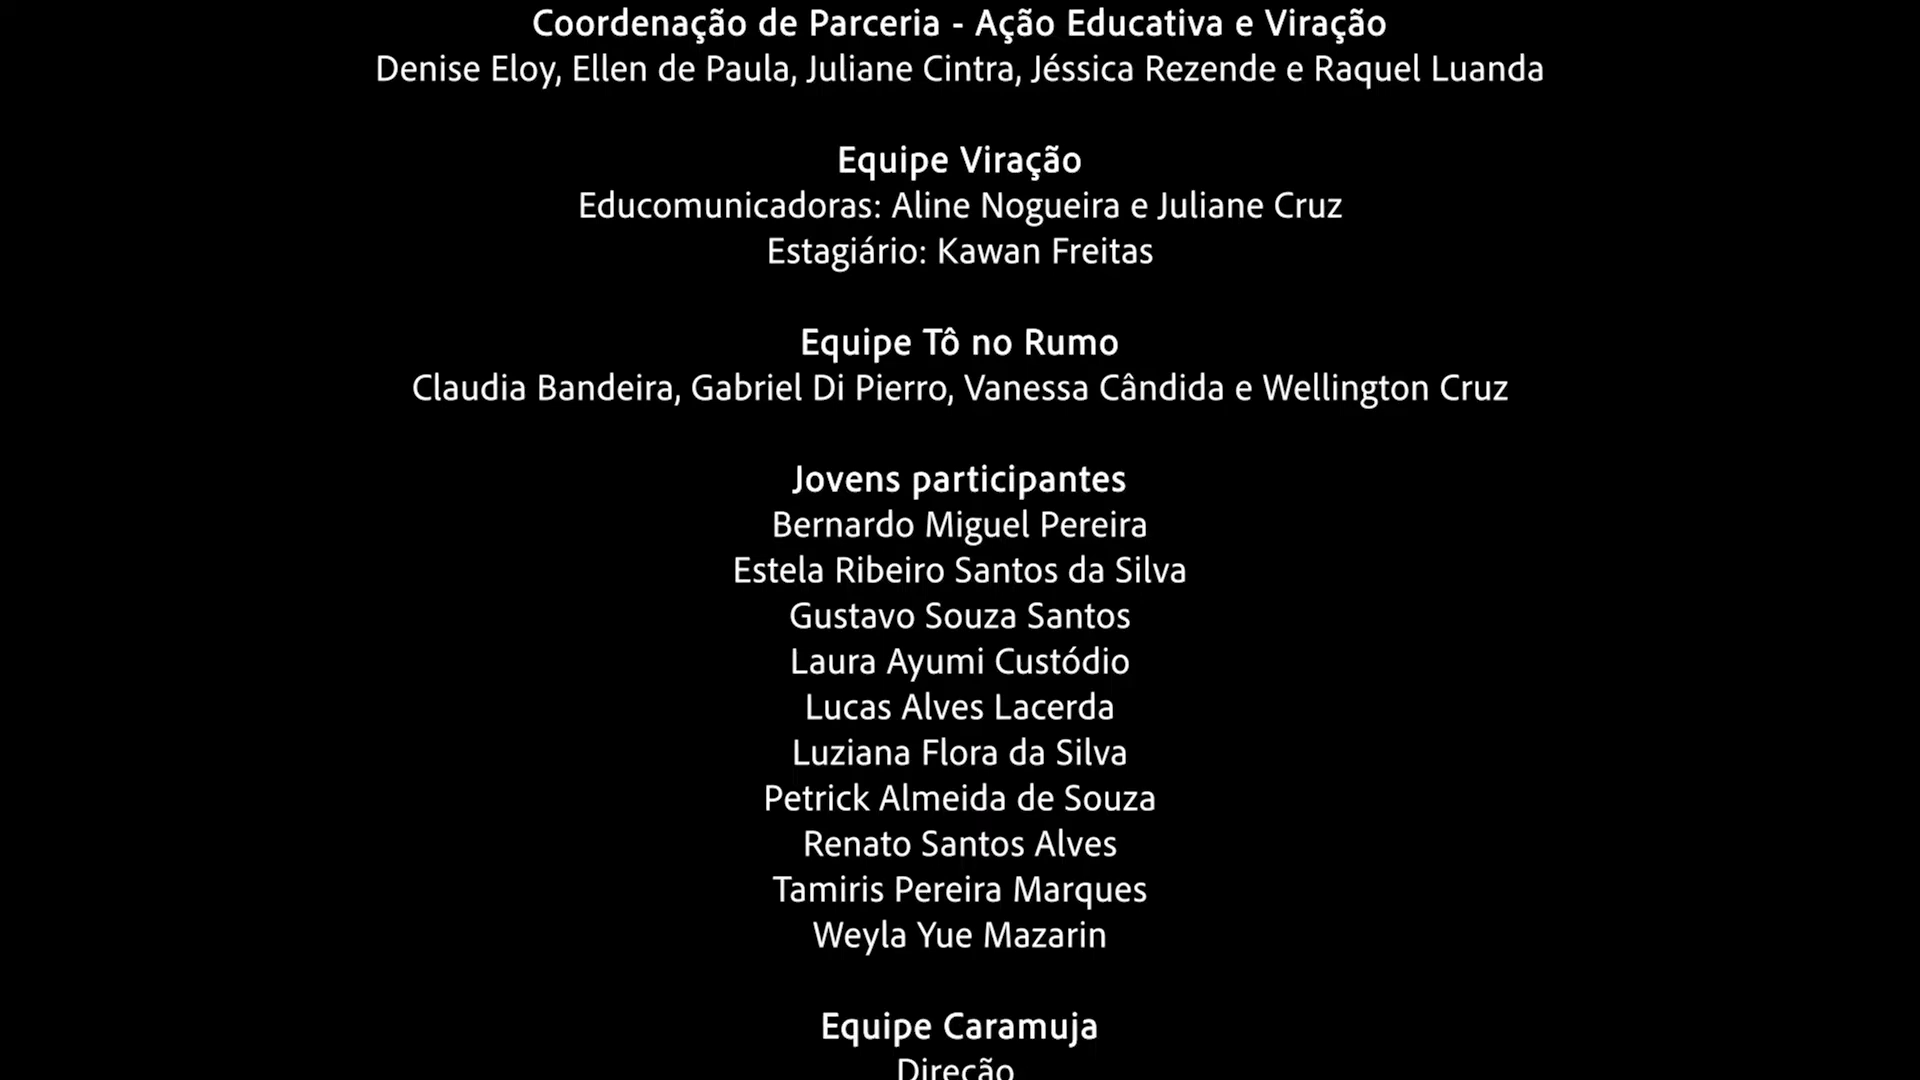 Coordenação de Parceria - Ação Educativa e Viração
Denise Eloy, Ellen de Paula, Juliane Cintra, Jéssica Rezende e Raquel Luanda
Equipe Viração
Educomunicadoras: Aline Nogueira e Juliane Cruz
Estagiário: Kawan Freitas
Equipe Tô no Rumo
Claudia Bandeira, Gabriel Di Pierro, Vanessa Cândida e Wellington Cruz
Jovens participantes
Bernardo Miguel Pereira
Estela Ribeiro Santos da Silva
Gustavo Souza Santos
Laura Ayumi Custódio
Lucas Alves Lacerda
Luziana Flora da Silva
Petrick Almeida de Souza
Renato Santos Alves
Tamiris Pereira Marques
Weyla Yue Mazarin
Equipe Caramuja
Direção